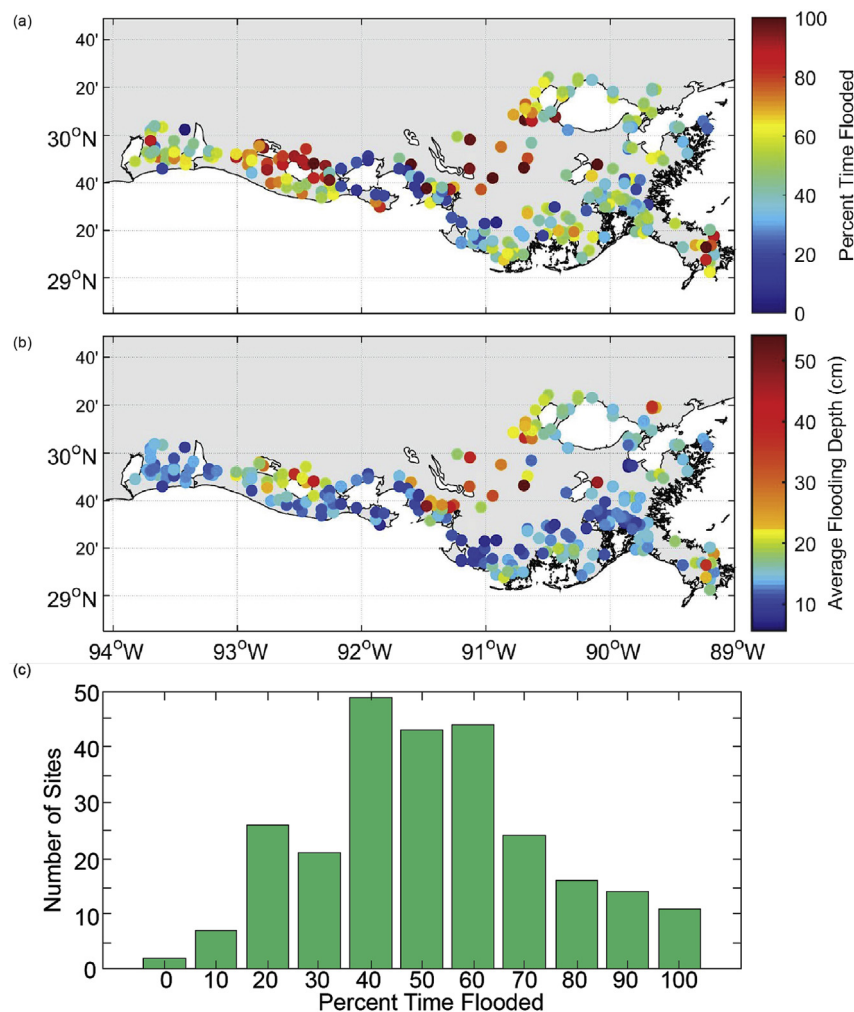 (a)
40'
20'
30°N
40'
20'
29°N
100
80
60
40
20
0
Percent Time Flooded
(b)
40'
20'
30°N
40'
20'
29°N
94°W 93°W 92°W 91°W 90°W 89°W
50
40
30
20
10
Average Flooding Depth (cm)
(c)
50
40
30
20
10
0
Number of Sites
0 10 20 30 40 50 60 70 80 90 100
Percent Time Flooded